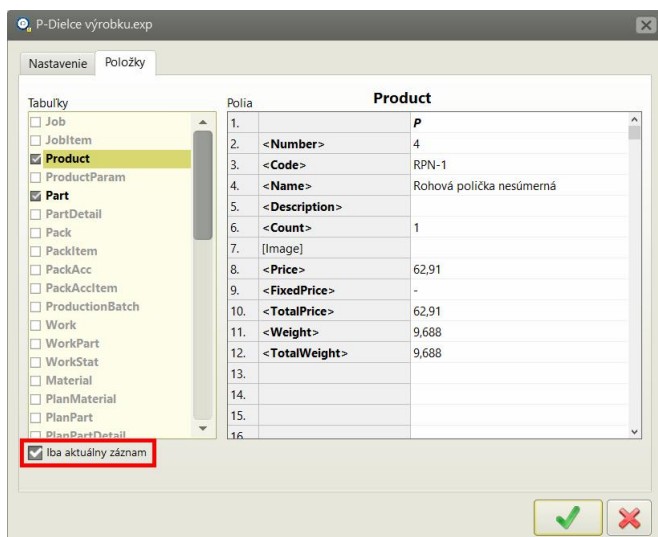 P-Dielce výrobku.exp
Nastavenie Položky
Product
Tabuľky
Polia
Job
JobItem
Product
ProductParam
Part
PartDetail
Pack
PackItem
PackAcc
PackAccItem
ProductionBatch
Work
WorkPart
WorkStat
Material
PlanMaterial
PlanPart
PlanPartDetail
1. P
2. <Number> 4
3. <Code> RPN-1
4. <Name> Rohová polička nesúmerná
5. <Description>
6. <Count> 1
7. [Image]
8. <Price> 62,91
9. <FixedPrice> -
10. <TotalPrice> 62,91
11. <Weight> 9,688
12. <TotalWeight> 9,688
13.
14.
15.
16.
Iba aktuálny záznam